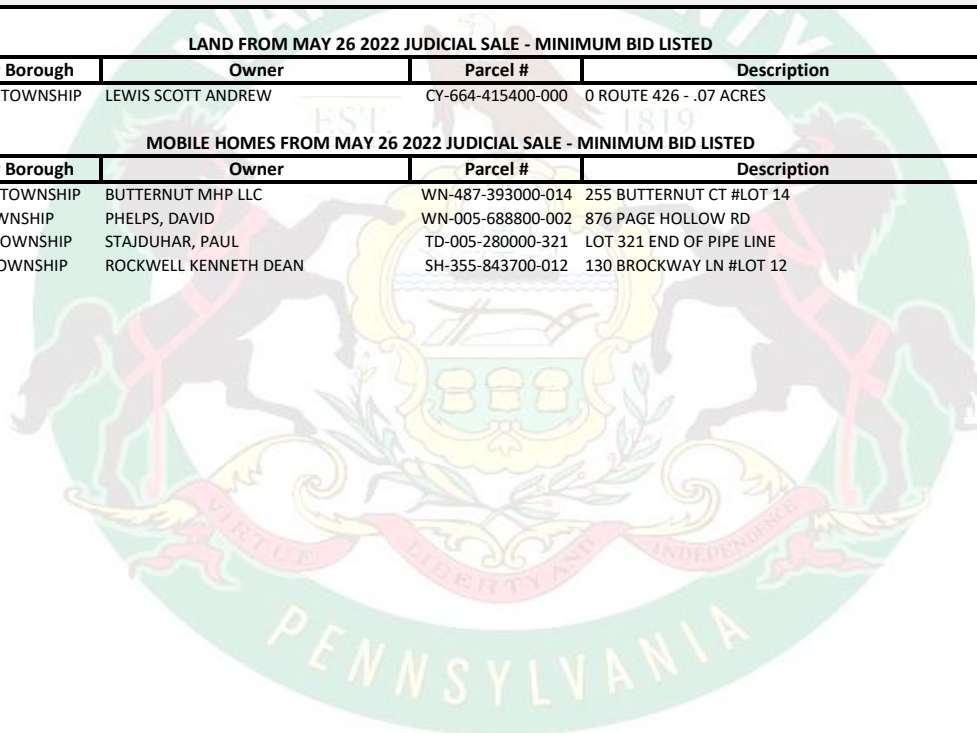 LAND FROM MAY 26 2022 JUDICIAL SALE - MINIMUM BID LISTED
Borough Owner Parcel # Description
TOWNSHIP LEWIS SCOTT ANDREW CY-664-415400-000 0 ROUTE 426 - .07 ACRES
EST. 1819
MOBILE HOMES FROM MAY 26 2022 JUDICIAL SALE - MINIMUM BID LISTED
Borough Owner Parcel # Description
TOWNSHIP BUTTERNUT MHP LLC WN-487-393000-014 255 BUTTERNUT CT #LOT 14
WNSHIP PHELPS, DAVID WN-005-688800-002 876 PAGE HOLLOW RD
OWNSHIP STAJDUHAR, PAUL TD-005-280000-321 LOT 321 END OF PIPE LINE
OWNSHIP ROCKWELL KENNETH DEAN SH-355-843700-012 130 BROCKWAY LN #LOT 12
VIRTUE LIBERTY AND INDEPENDENCE
PENNSYLVANIA